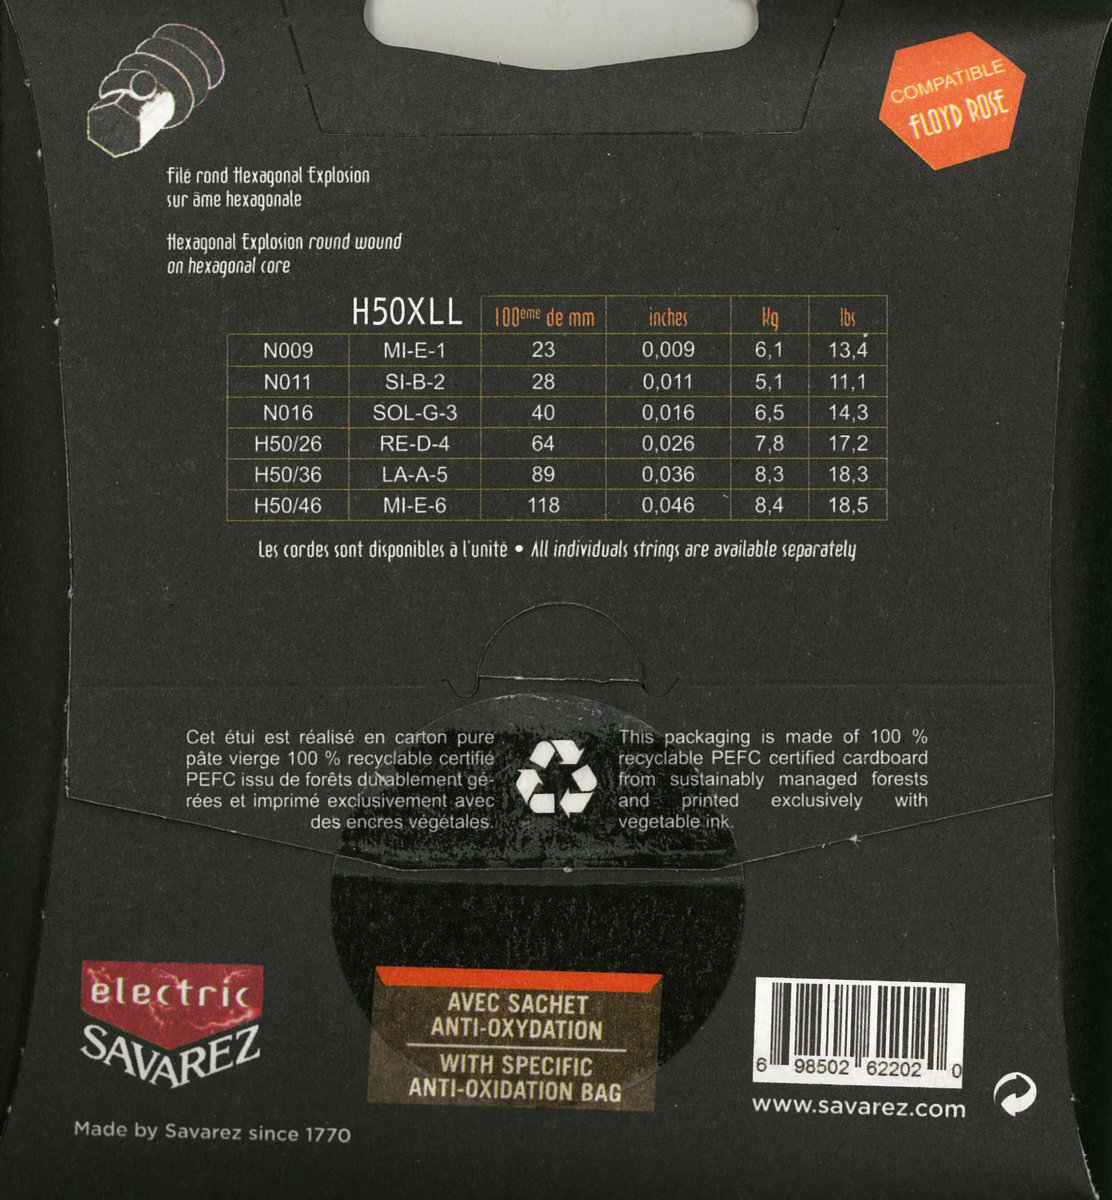 COMPATIBLE
FLOYD ROSE
Filé rond Hexagonal Explosion
sur âme hexagonale
Hexagonal Explosion round wound
on hexagonal core
H50XLL 100eme de mm inches Kg lbs
N009 MI-E-1 23 0,009 6,1 13,4
N011 SI-B-2 28 0,011 5,1 11,1
N016 SOL-G-3 40 0,016 6,5 14,3
H50/26 RE-D-4 64 0,026 7,8 17,2
H50/36 LA-A-5 89 0,036 8,3 18,3
H50/46 MI-E-6 118 0,046 8,4 18,5
Les cordes sont disponibles à l'unité • All individuals strings are available separately
Cet étui est réalisé en carton pure
pâte vierge 100 % recyclable certifié
PEFC issu de forêts durablement gé-
rées et imprimé exclusivement avec
des encres végétales.
This packaging is made of 100 %
recyclable PEFC certified cardboard
from sustainably managed forests
and printed exclusively with
vegetable ink.
electric
SAVAREZ
Made by Savarez since 1770
AVEC SACHET
ANTI-OXYDATION
WITH SPECIFIC
ANTI-OXIDATION BAG
6 98502 62202 0
www.savarez.com